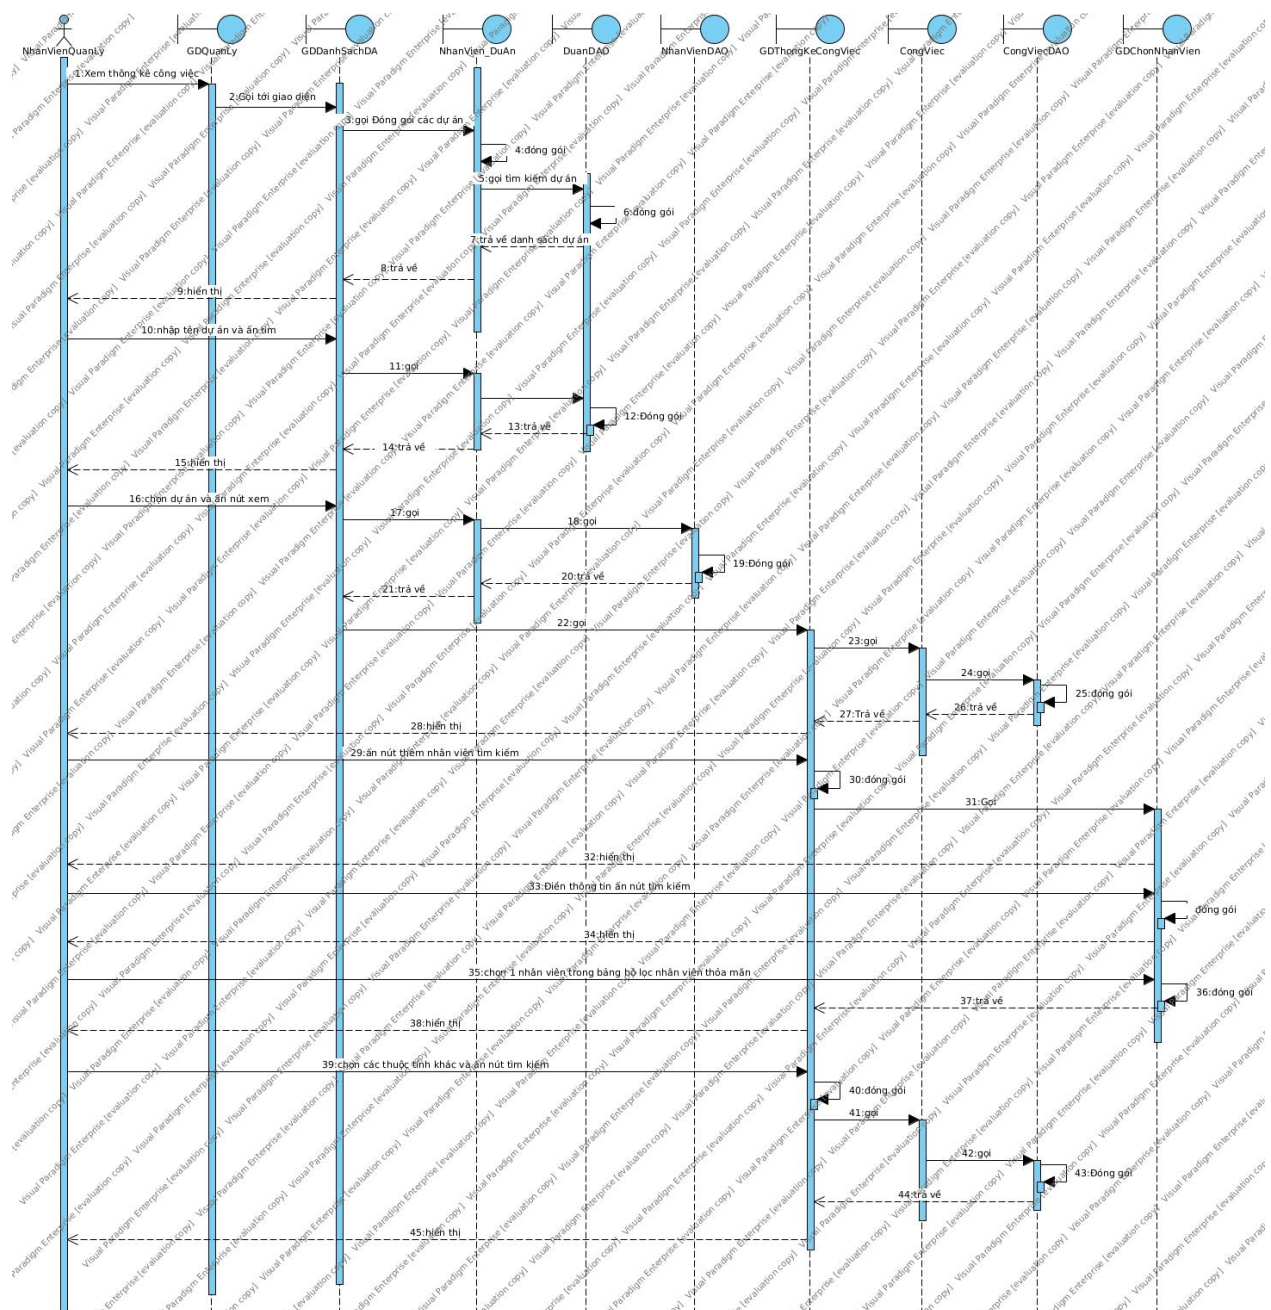 NhanVienQuanLy
GDQuanLy
GDDanhSachDA
NhanVien_DuAn
DuanDAO
NhanVienDAO
GDThongKeCongViec
CongViec
CongViecDAO
GDChonNhanVien
1:Xem thống kê công việc
2:Gọi tới giao diện
3:gọi Đóng gói các dự án
4:đóng gói
5:gọi tìm kiếm dự án
6:đóng gói
7:trả về danh sách dự án
8:trả về
9:hiển thị
10:nhập tên dự án và ấn tìm
11:gọi
12:Đóng gói
13:trả về
14:trả về
15:hiển thị
16:chọn dự án và ấn nút xem
17:gọi
18:gọi
19:Đóng gói
20:trả về
21:trả về
22:gọi
23:gọi
24:gọi
25:đóng gói
26:trả về
27:Trả về
28:hiển thị
29:ấn nút thêm nhân viên tìm kiếm
30:đóng gói
31:Gọi
32:hiển thị
33:Điền thông tin ấn nút tìm kiếm
đóng gói
34:hiển thị
35:chọn 1 nhân viên trong bảng bộ lọc nhân viên thỏa mãn
36:đóng gói
37:trả về
38:hiển thị
39:chọn các thuộc tính khác và ấn nút tìm kiếm
40:đóng gói
41:gọi
42:gọi
43:Đóng gói
44:trả về
45:hiển thị
Visual Paradigm Enterprise [evaluation copy]